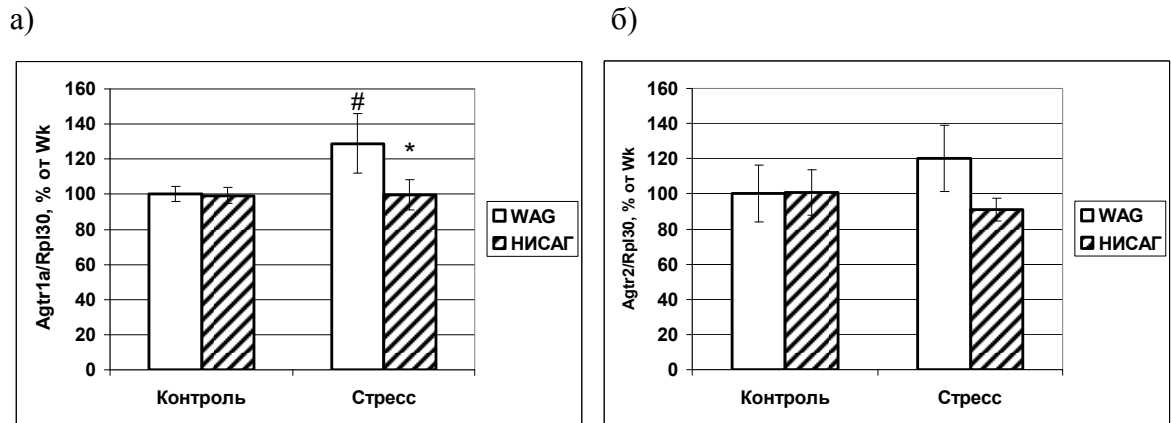 а)
160
140
120
100
80
60
40
20
0
Agtr1a/Rpl30, % от Wk
#
*
Контроль
Стресс
WAG
НИСАГ
б)
160
140
120
100
80
60
40
20
0
Agtr2/Rpl30, % от Wk
Контроль
Стресс
WAG
НИСАГ